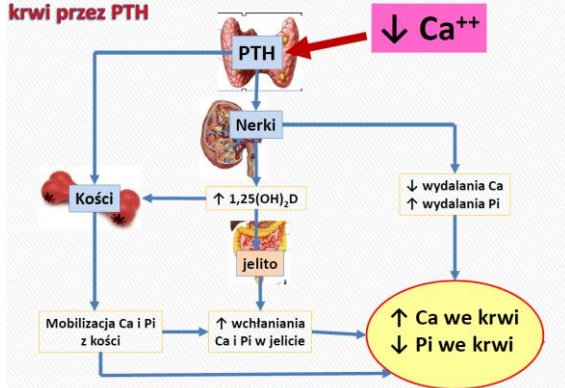 krwi przez PTH
↓ Ca⁺⁺
PTH
Nerki
Kości
↑ 1,25(OH)₂D
↓ wydalania Ca
↑ wydalania Pi
jelito
Mobilizacja Ca i Pi
z kości
↑ wchłaniania
Ca i Pi w jelicie
↑ Ca we krwi
↓ Pi we krwi